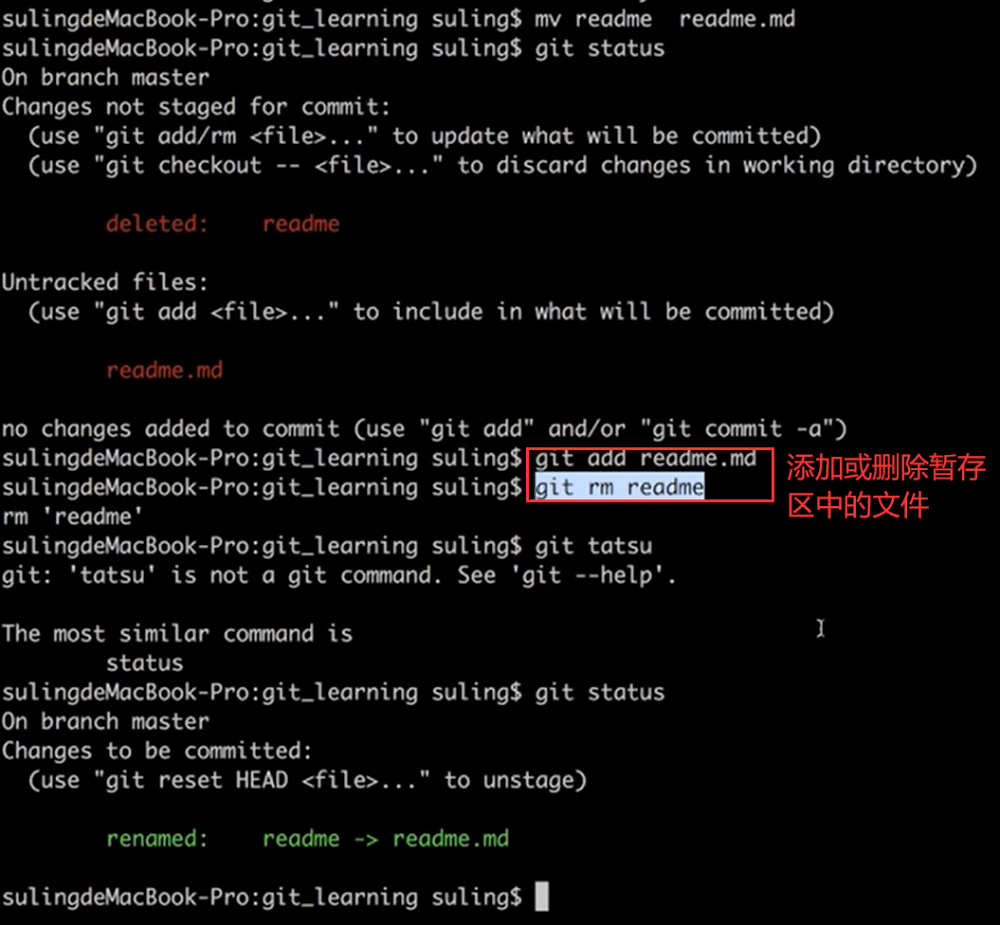 sulingdeMacBook-Pro:git_learning suling$ mv readme  readme.md
sulingdeMacBook-Pro:git_learning suling$ git status
On branch master
Changes not staged for commit:
  (use "git add/rm <file>..." to update what will be committed)
  (use "git checkout -- <file>..." to discard changes in working directory)
deleted:    readme
Untracked files:
  (use "git add <file>..." to include in what will be committed)
readme.md
no changes added to commit (use "git add" and/or "git commit -a")
sulingdeMacBook-Pro:git_learning suling$ git add readme.md
sulingdeMacBook-Pro:git_learning suling$ git rm readme
添加或删除暂存
区中的文件
rm 'readme'
sulingdeMacBook-Pro:git_learning suling$ git tatsu
git: 'tatsu' is not a git command. See 'git --help'.
The most similar command is
status
sulingdeMacBook-Pro:git_learning suling$ git status
On branch master
Changes to be committed:
  (use "git reset HEAD <file>..." to unstage)
renamed:    readme -> readme.md
sulingdeMacBook-Pro:git_learning suling$